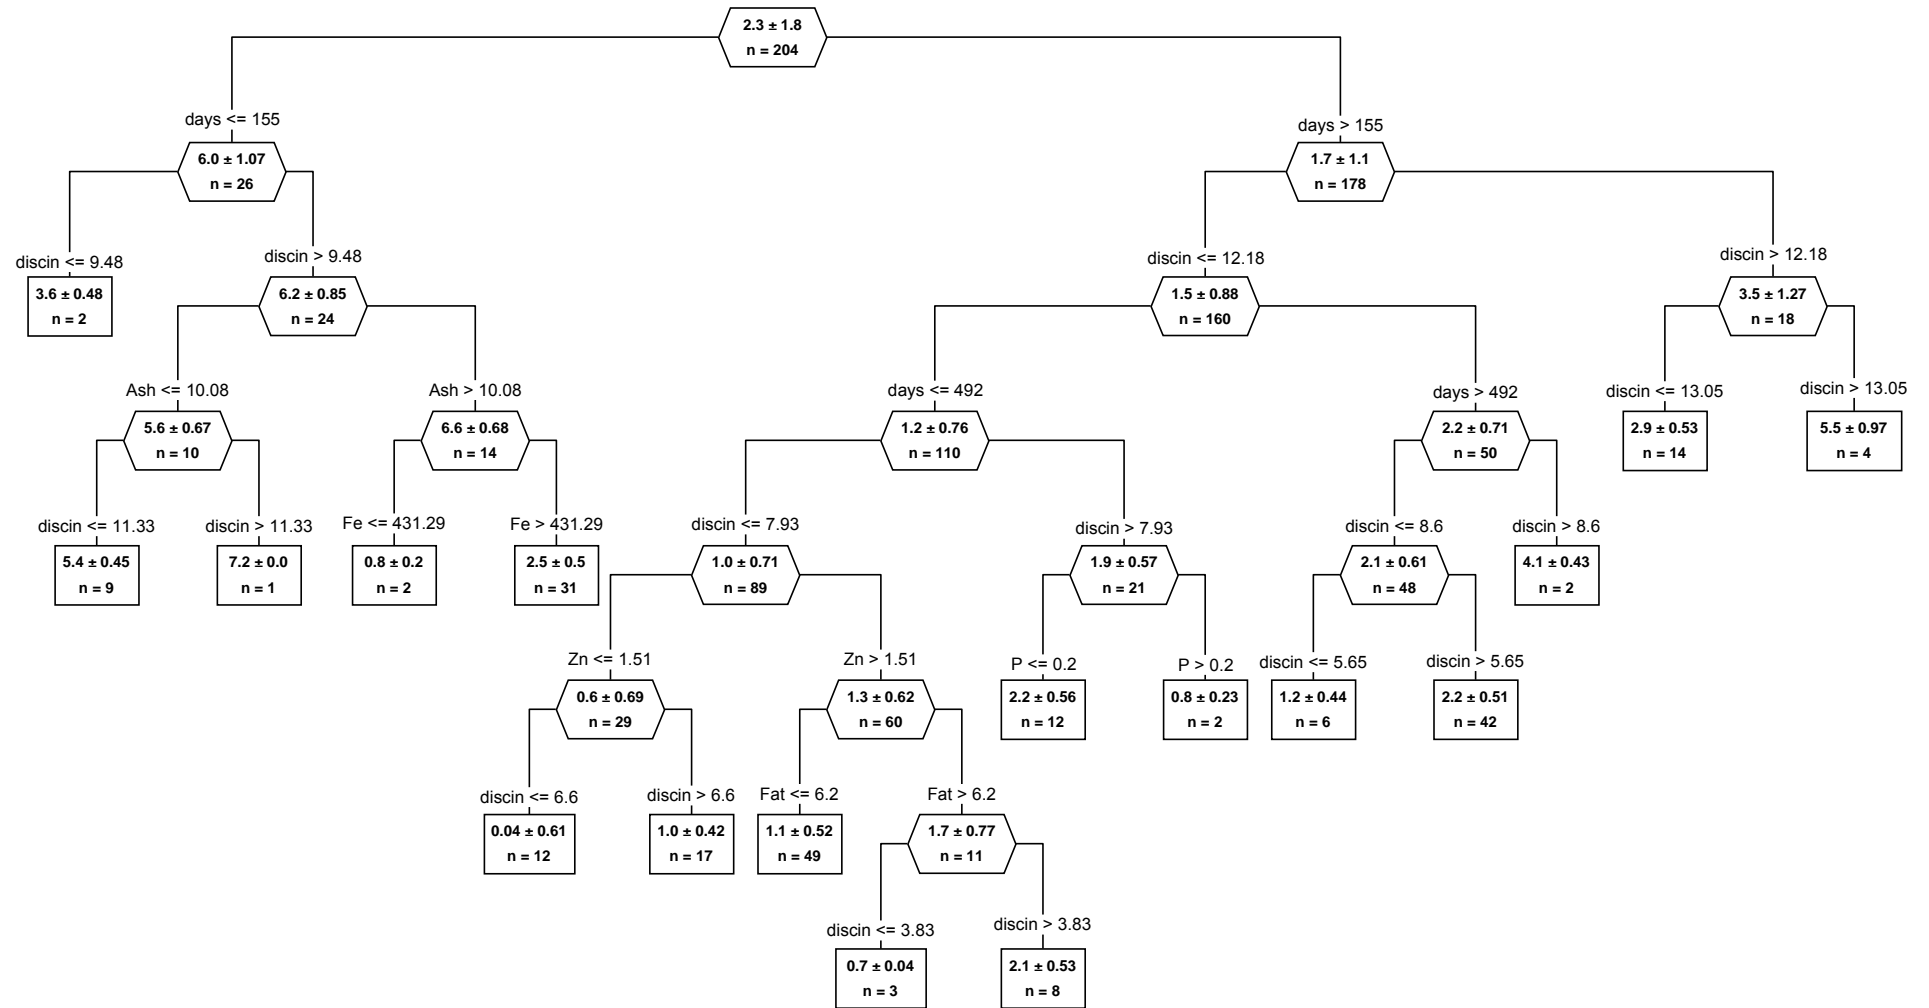 2.3 ± 1.8
n = 204
days <= 155
days > 155
6.0 ± 1.07
n = 26
1.7 ± 1.1
n = 178
discin <= 9.48
discin > 9.48
discin <= 12.18
discin > 12.18
3.6 ± 0.48
n = 2
6.2 ± 0.85
n = 24
1.5 ± 0.88
n = 160
3.5 ± 1.27
n = 18
Ash <= 10.08
Ash > 10.08
days <= 492
days > 492
discin <= 13.05
discin > 13.05
5.6 ± 0.67
n = 10
6.6 ± 0.68
n = 14
1.2 ± 0.76
n = 110
2.2 ± 0.71
n = 50
2.9 ± 0.53
n = 14
5.5 ± 0.97
n = 4
discin <= 11.33
discin > 11.33
Fe <= 431.29
Fe > 431.29
discin <= 7.93
discin > 7.93
discin <= 8.6
discin > 8.6
5.4 ± 0.45
n = 9
7.2 ± 0.0
n = 1
0.8 ± 0.2
n = 2
2.5 ± 0.5
n = 31
1.0 ± 0.71
n = 89
1.9 ± 0.57
n = 21
2.1 ± 0.61
n = 48
4.1 ± 0.43
n = 2
Zn <= 1.51
Zn > 1.51
P <= 0.2
P > 0.2
discin <= 5.65
discin > 5.65
0.6 ± 0.69
n = 29
1.3 ± 0.62
n = 60
2.2 ± 0.56
n = 12
0.8 ± 0.23
n = 2
1.2 ± 0.44
n = 6
2.2 ± 0.51
n = 42
discin <= 6.6
discin > 6.6
Fat <= 6.2
Fat > 6.2
0.04 ± 0.61
n = 12
1.0 ± 0.42
n = 17
1.1 ± 0.52
n = 49
1.7 ± 0.77
n = 11
discin <= 3.83
discin > 3.83
0.7 ± 0.04
n = 3
2.1 ± 0.53
n = 8